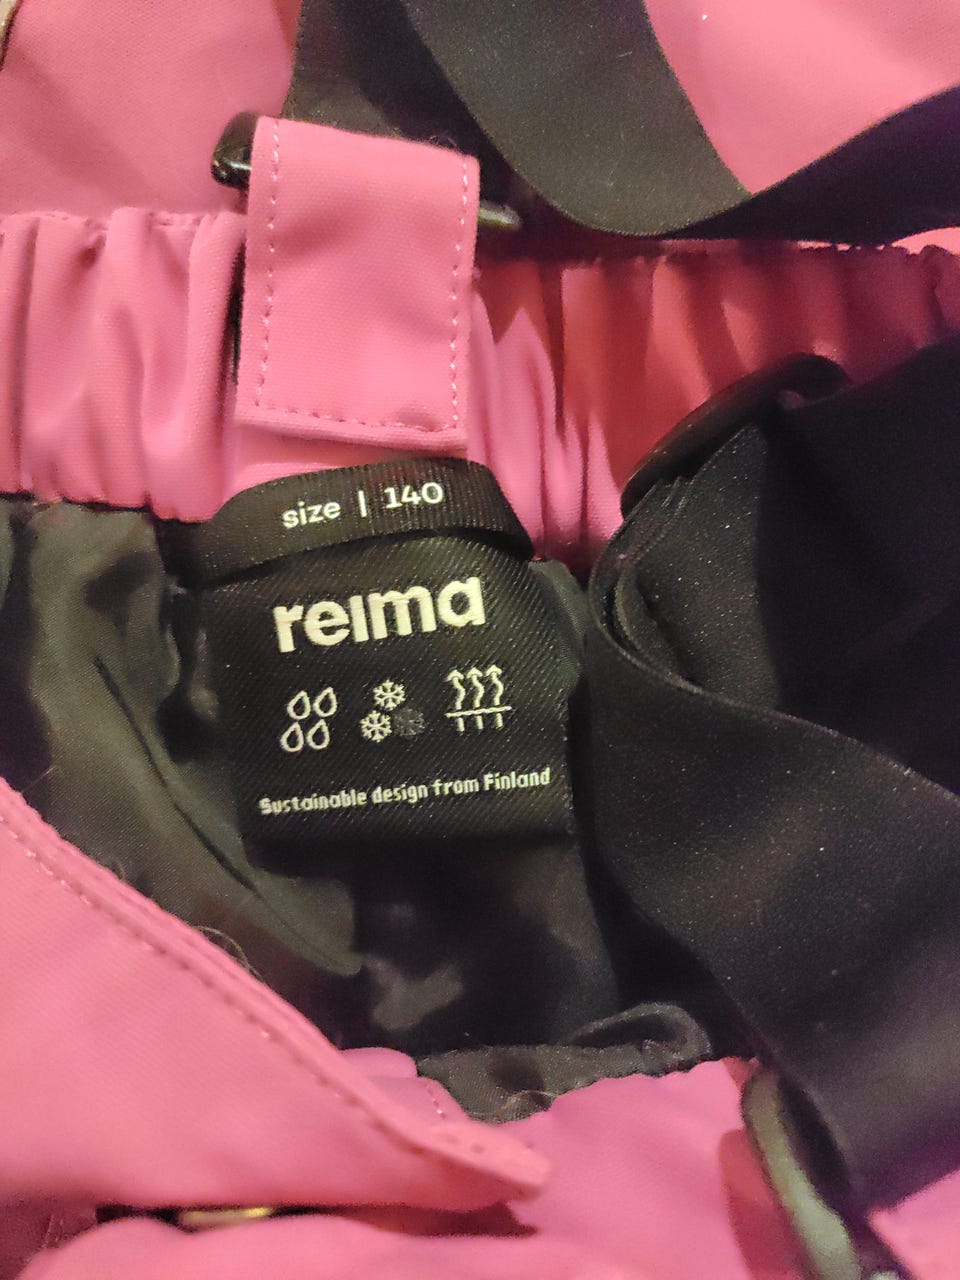 size | 140
reima
Sustainable design from Finland